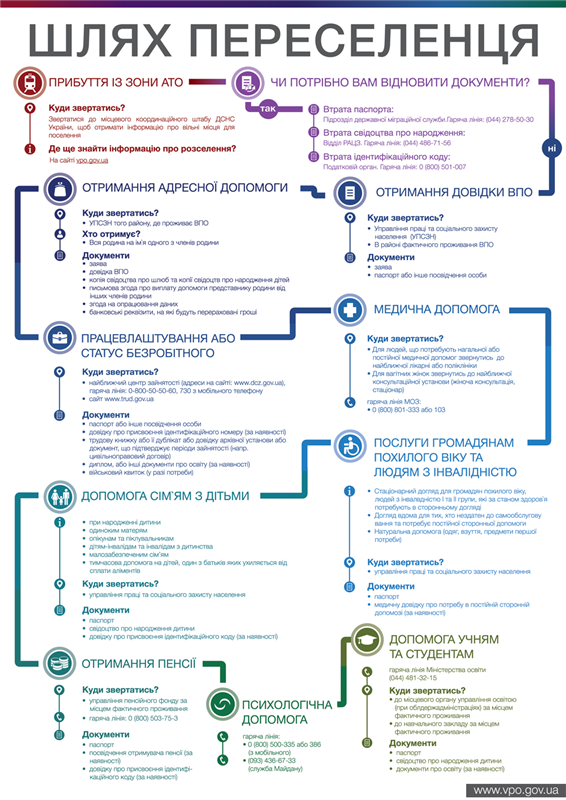 ШЛЯХ ПЕРЕСЕЛЕНЦЯ
ПРИБУТТЯ ІЗ ЗОНИ АТО
Куди звертатись?
Звертатися до місцевого координаційного штабу ДСНС
України, щоб отримати інформацію про вільні місця для
поселення
Де ще знайти інформацію про розселення?
На сайті vpo.gov.ua
ЧИ ПОТРІБНО ВАМ ВІДНОВИТИ ДОКУМЕНТИ?
так
Втрата паспорта:
Підрозділ державної міграційної служби.Гаряча лінія: (044) 278-50-30
Втрата свідоцтва про народження:
Відділ РАЦЗ. Гаряча лінія: (044) 486-71-56
Втрата ідентифікаційного коду:
Податковій орган. Гаряча лінія: 0 (800) 501-007
ні
ОТРИМАННЯ АДРЕСНОЇ ДОПОМОГИ
Куди звертатись?
• УПСЗН того району, де проживає ВПО
Хто отримує?
• Вся родина на ім'я одного з членів родини
Документи
• заява
• довідка ВПО
• копія свідоцтва про шлюб та копії свідоцтв про народження дітей
• письмова згода про виплату допомоги представнику родини від
інших членів родини
• згода на опрацювання даних
• банковські реквізити, на які будуть перераховані гроші
ОТРИМАННЯ ДОВІДКИ ВПО
Куди звертатись?
• Управління праці та соціального захисту
населення (УПСЗН)
• В районі фактичного проживання ВПО
Документи
• заява
• паспорт або інше посвідчення особи
МЕДИЧНА ДОПОМОГА
Куди звертатись?
• Для людей, що потребують нагальної або
постійної медичної допомог звернутись до
найближчої лікарні або поліклініки
• Для вагітних жінок звернутись до найближчої
консультаційної установи (жіноча консультація,
стаціонар)
гаряча лінія МОЗ:
• 0 (800) 801-333 або 103
ПРАЦЕВЛАШТУВАННЯ АБО
СТАТУС БЕЗРОБІТНОГО
Куди звертатись?
• найближчий центр зайнятості (адреси на сайті: www.dcz.gov.ua),
гаряча лінія: 0-800-50-50-60, 730 з мобільного телефону
• сайт www.trud.gov.ua
Документи
• паспорт або інше посвідчення особи
• довідку про присвоєння ідентифікаційного номеру (за наявності)
• трудову книжку або її дублікат або довідку архівної установи або
документ, що підтверджує періоди зайнятості (напр.
цивільноправовий договір)
• диплом, або інші документи про освіту (за наявності)
• військовий квиток (у разі потреби)
ПОСЛУГИ ГРОМАДЯНАМ
ПОХИЛОГО ВІКУ ТА
ЛЮДЯМ З ІНВАЛІДНІСТЮ
• Стаціонарний догляд для громадян похилого віку,
людей з інвалідністю І та ІІ групи, які за станом здоров'я
потребують в сторонньому догляді
• Догляд вдома для тих, хто нездатен до самообслугову
вання та потребує постійної сторонньої допомоги
• Натуральна допомога (одяг, взуття, предмети першої
потреби)
Куди звертатись?
• управління праці та соціального захисту населення
Документи
• паспорт
• медичну довідку про потребу в постійній сторонній
допомозі (за наявності)
ДОПОМОГА СІМ'ЯМ З ДІТЬМИ
• при народженні дитини
• одиноким матерям
• опікунам та піклувальникам
• дітям-інвалідам та інвалідам з дитинства
• малозабезпеченим сім'ям
• тимчасова допомога на дітей, один з батьків яких ухиляється від
сплати аліментів
Куди звертатись?
• управління праці та соціального захисту населення
Документи
• паспорт
• свідоцтво про народження дитини
• довідку про присвоєння ідентифікаційного коду (за наявності)
ОТРИМАННЯ ПЕНСІЇ
Куди звертатись?
• управління пенсійного фонду за
місцем фактичного проживання
• гаряча лінія: 0 (800) 503-75-3
Документи
• паспорт
• посвідчення отримувача пенсії (за
наявності)
• довідку про присвоєння ідентифі-
каційного коду (за наявності)
ПСИХОЛОГІЧНА
ДОПОМОГА
гаряча лінія:
• 0 (800) 500-335 або 386
(з мобільного)
• (093) 436-67-33
(служба Майдану)
ДОПОМОГА УЧНЯМ
ТА СТУДЕНТАМ
гаряча лінія Міністерства освіти
(044) 481-32-15
Куди звертатись?
• до місцевого органу управління освітою
(при облдержадміністраціях) за місцем
фактичного проживання
• до навчального закладу за місцем
фактичного проживання
Документи
• паспорт
• свідоцтво про народження дитини
• документи про освіту (за наявності)
www.vpo.gov.ua